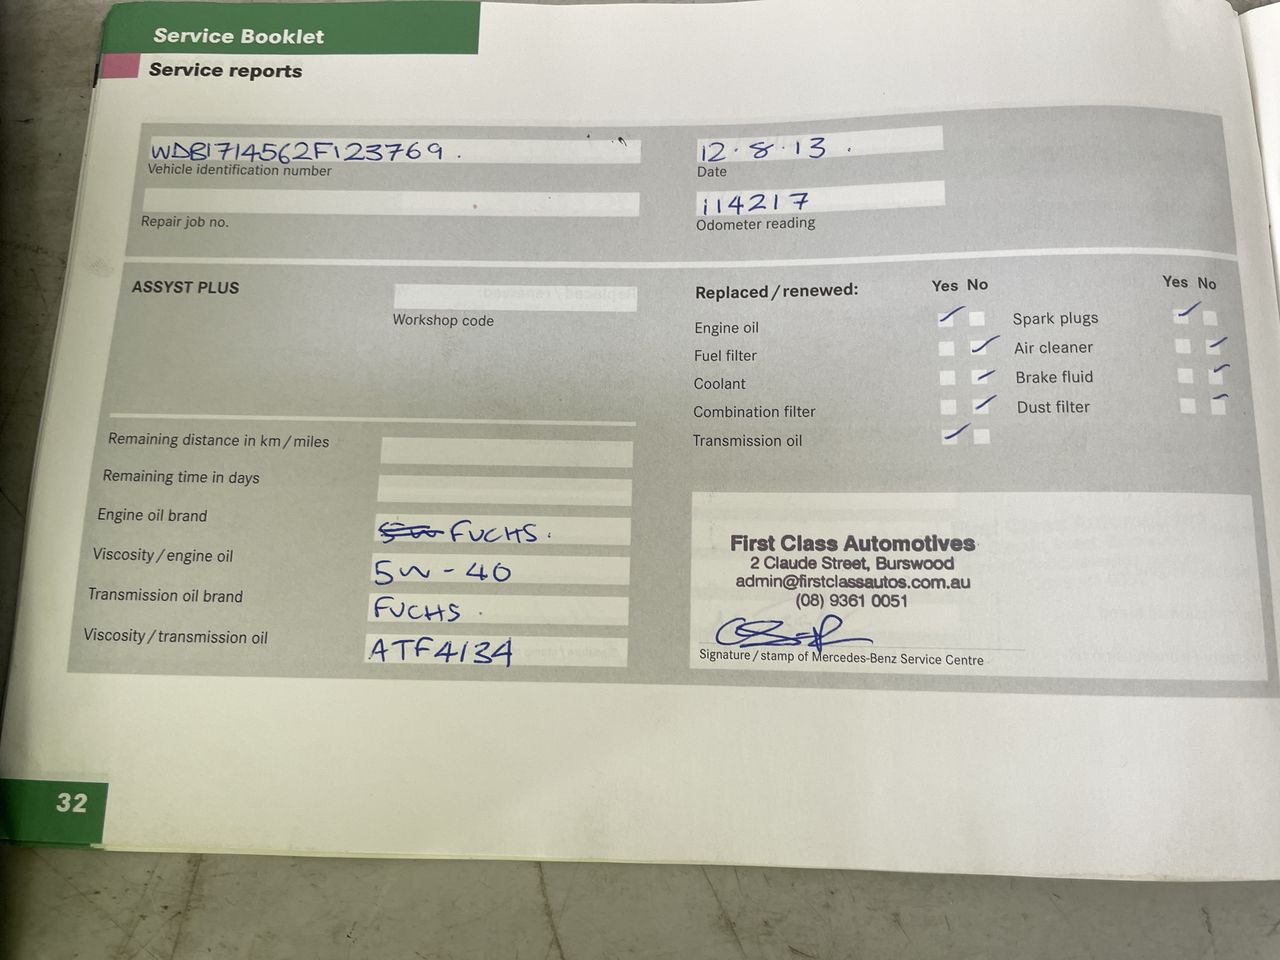 Service Booklet
Service reports
WDB1714562F123769.
Vehicle identification number
12.8.13.
Date
Repair job no.
114217
Odometer reading
ASSYST PLUS
Workshop code
Replaced/renewed:
Yes No
Yes No
Engine oil
Spark plugs
Fuel filter
Air cleaner
Coolant
Brake fluid
Combination filter
Dust filter
Transmission oil
Remaining distance in km/miles
Remaining time in days
Engine oil brand
FUCHS.
Viscosity/engine oil
5W-40
Transmission oil brand
FUCHS.
Viscosity/transmission oil
ATF4134
First Class Automotives
2 Claude Street, Burswood
admin@firstclassautos.com.au
(08) 9361 0051
Signature/stamp of Mercedes-Benz Service Centre
32